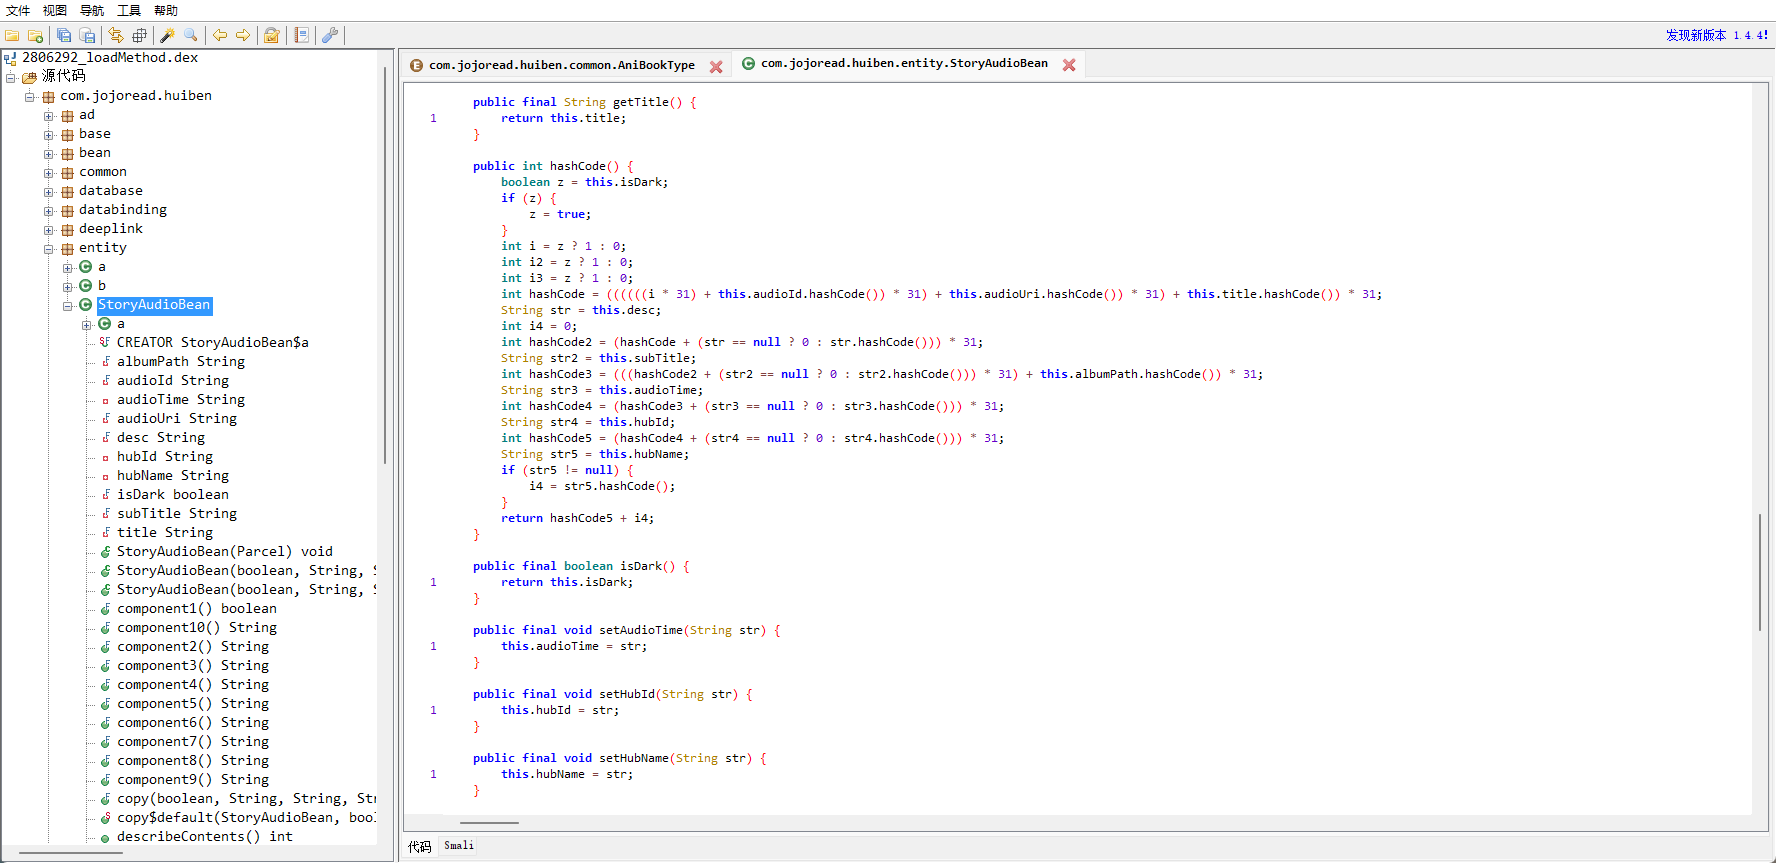 文件 视图 导航 工具 帮助
发现新版本 1.4.4!
2806292_loadMethod.dex
源代码
com.jojoread.huiben
ad
base
bean
common
database
databinding
deeplink
entity
a
b
StoryAudioBean
a
CREATOR StoryAudioBean$a
albumPath String
audioId String
audioTime String
audioUri String
desc String
hubId String
hubName String
isDark boolean
subTitle String
title String
StoryAudioBean(Parcel) void
StoryAudioBean(boolean, String, S
StoryAudioBean(boolean, String, S
component1() boolean
component10() String
component2() String
component3() String
component4() String
component5() String
component6() String
component7() String
component8() String
component9() String
copy(boolean, String, String, Str
copy$default(StoryAudioBean, bool
describeContents() int
com.jojoread.huiben.common.AniBookType
com.jojoread.huiben.entity.StoryAudioBean
public final String getTitle() {
1 return this.title;
}
public int hashCode() {
boolean z = this.isDark;
if (z) {
z = true;
}
int i = z ? 1 : 0;
int i2 = z ? 1 : 0;
int i3 = z ? 1 : 0;
int hashCode = ((((((i * 31) + this.audioId.hashCode()) * 31) + this.audioUri.hashCode()) * 31) + this.title.hashCode()) * 31;
String str = this.desc;
int i4 = 0;
int hashCode2 = (hashCode + (str == null ? 0 : str.hashCode())) * 31;
String str2 = this.subTitle;
int hashCode3 = (((hashCode2 + (str2 == null ? 0 : str2.hashCode())) * 31) + this.albumPath.hashCode()) * 31;
String str3 = this.audioTime;
int hashCode4 = (hashCode3 + (str3 == null ? 0 : str3.hashCode())) * 31;
String str4 = this.hubId;
int hashCode5 = (hashCode4 + (str4 == null ? 0 : str4.hashCode())) * 31;
String str5 = this.hubName;
if (str5 != null) {
i4 = str5.hashCode();
}
return hashCode5 + i4;
}
public final boolean isDark() {
1 return this.isDark;
}
public final void setAudioTime(String str) {
1 this.audioTime = str;
}
public final void setHubId(String str) {
1 this.hubId = str;
}
public final void setHubName(String str) {
1 this.hubName = str;
}
代码 Smali